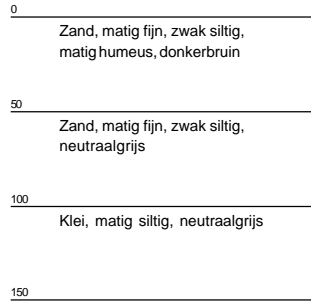 0
Zand, matig fijn, zwak siltig,
matig humeus, donkerbruin
50
Zand, matig fijn, zwak siltig,
neutraalgrijs
100
Klei, matig siltig, neutraalgrijs
150